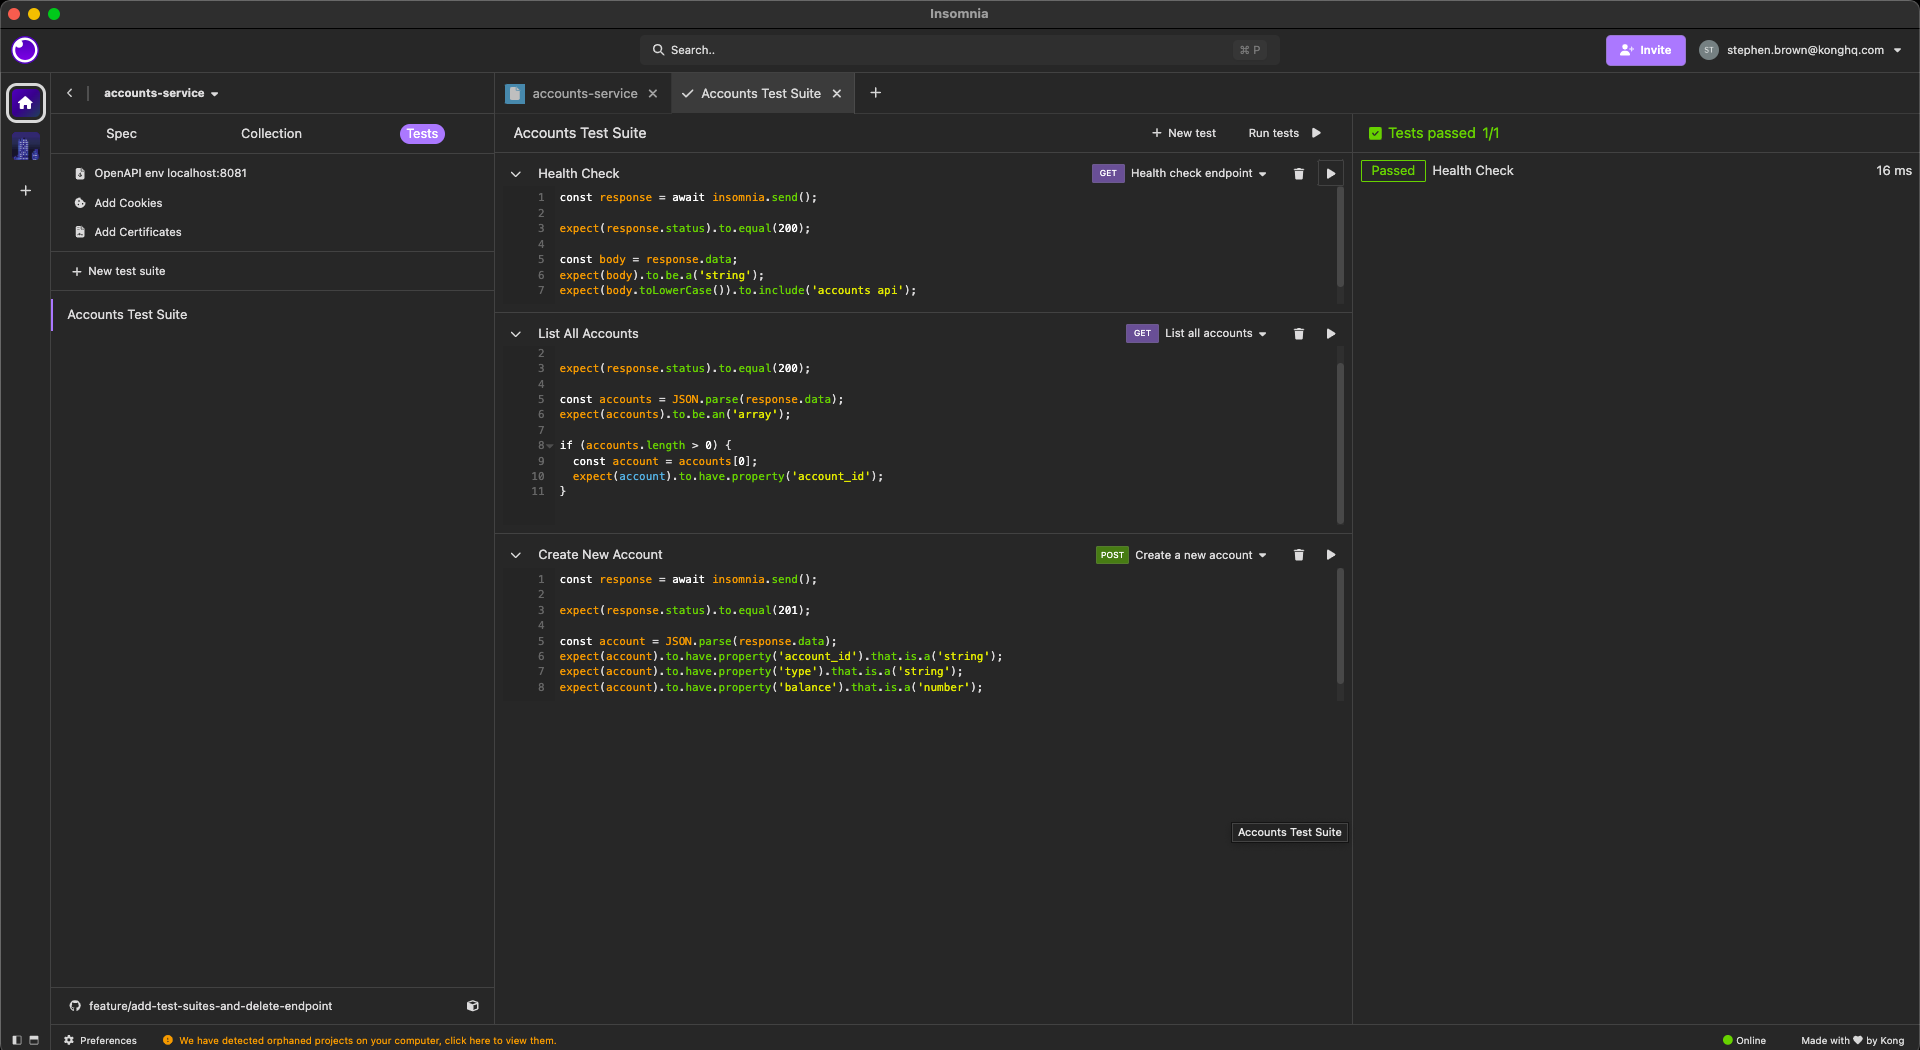 Insomnia
Search..
⌘ P
Invite
ST
stephen.brown@konghq.com
accounts-service
accounts-service
Accounts Test Suite
Spec
Collection
Tests
OpenAPI env localhost:8081
Add Cookies
Add Certificates
New test suite
Accounts Test Suite
Accounts Test Suite
New test
Run tests
Health Check
GET
Health check endpoint
1 const response = await insomnia.send();
2
3 expect(response.status).to.equal(200);
4
5 const body = response.data;
6 expect(body).to.be.a('string');
7 expect(body.toLowerCase()).to.include('accounts api');
List All Accounts
GET
List all accounts
2
3 expect(response.status).to.equal(200);
4
5 const accounts = JSON.parse(response.data);
6 expect(accounts).to.be.an('array');
7
8 if (accounts.length > 0) {
9 const account = accounts[0];
10 expect(account).to.have.property('account_id');
11 }
Create New Account
POST
Create a new account
1 const response = await insomnia.send();
2
3 expect(response.status).to.equal(201);
4
5 const account = JSON.parse(response.data);
6 expect(account).to.have.property('account_id').that.is.a('string');
7 expect(account).to.have.property('type').that.is.a('string');
8 expect(account).to.have.property('balance').that.is.a('number');
Accounts Test Suite
Tests passed 1/1
Passed
Health Check
16 ms
feature/add-test-suites-and-delete-endpoint
Preferences
We have detected orphaned projects on your computer, click here to view them.
Online
Made with ♥ by Kong